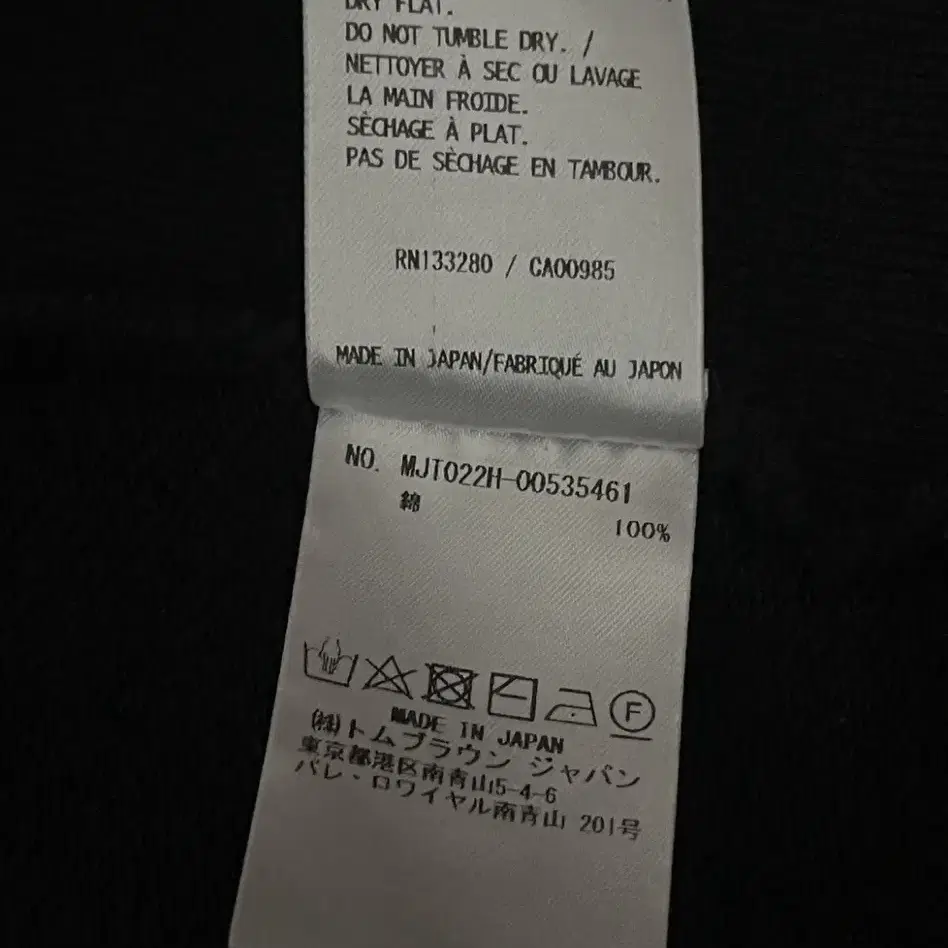 DRY FLAT.
DO NOT TUMBLE DRY. /
NETTOYER À SEC OU LAVAGE
LA MAIN FROIDE.
SÈCHAGE À PLAT.
PAS DE SÈCHAGE EN TAMBOUR.
RN133280 / CA00985
MADE IN JAPAN/FABRIQUÉ AU JAPON
NO. MJT022H-00535461
綿 100%
F
MADE IN JAPAN
(株)トムブラウン ジャパン
東京都港区南青山5-4-6
パレ・ロワイヤル南青山 201号